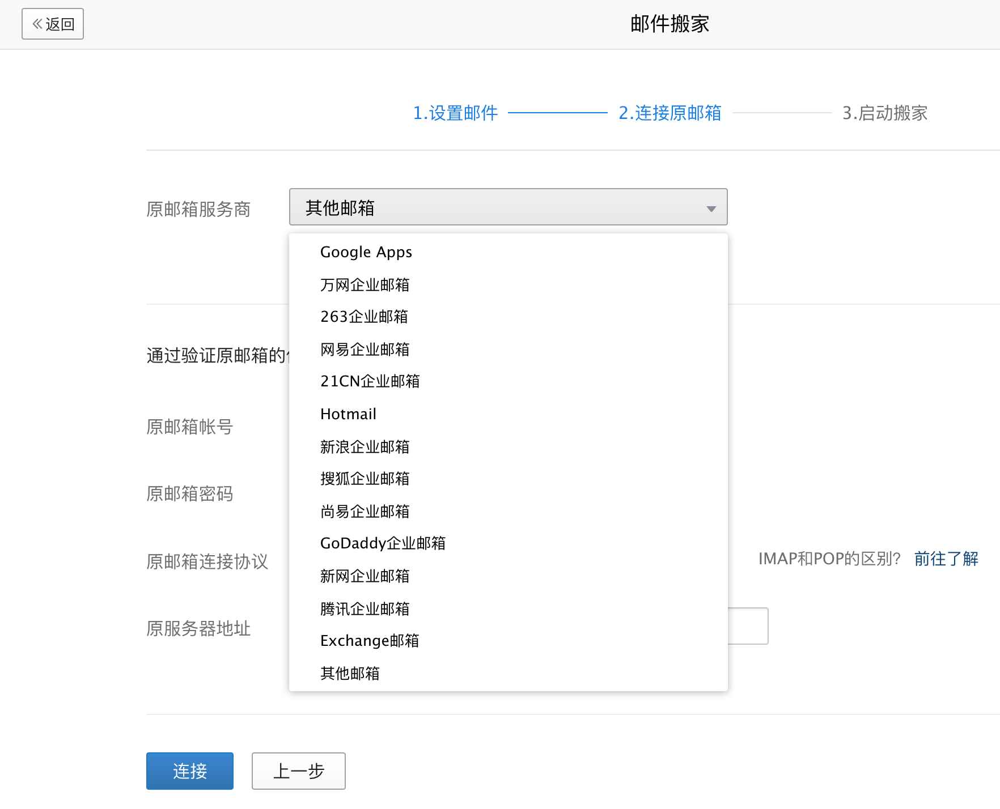 返回
邮件搬家
1.设置邮件
2.连接原邮箱
3.启动搬家
原邮箱服务商
其他邮箱
Google Apps
万网企业邮箱
263企业邮箱
网易企业邮箱
通过验证原邮箱的
21CN企业邮箱
Hotmail
原邮箱帐号
新浪企业邮箱
搜狐企业邮箱
原邮箱密码
尚易企业邮箱
GoDaddy企业邮箱
原邮箱连接协议
IMAP和POP的区别? 前往了解
新网企业邮箱
腾讯企业邮箱
原服务器地址
Exchange邮箱
其他邮箱
连接
上一步